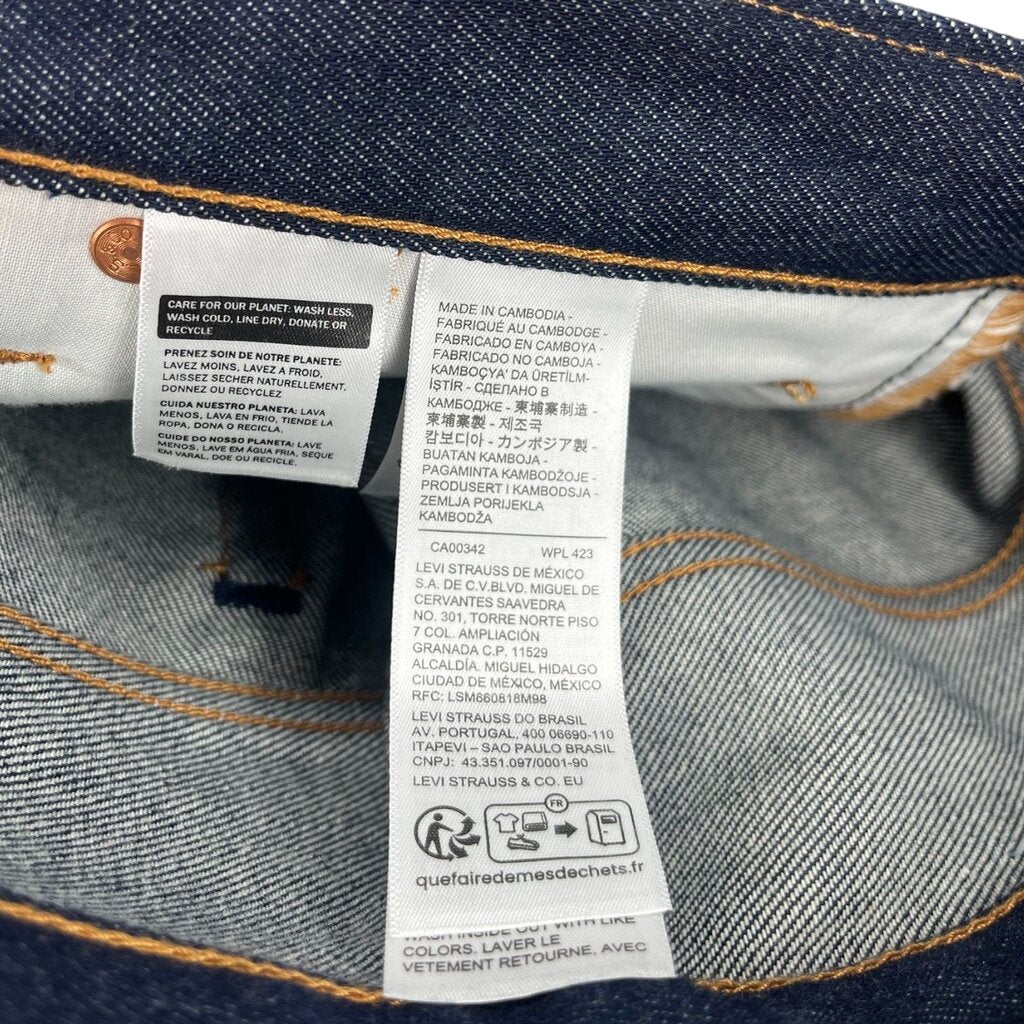 CARE FOR OUR PLANET: WASH LESS,
WASH COLD, LINE DRY, DONATE OR
RECYCLE
PRENEZ SOIN DE NOTRE PLANETE:
LAVEZ MOINS, LAVEZ A FROID,
LAISSEZ SECHER NATURELLEMENT,
DONNEZ OU RECYCLEZ
CUIDA NUESTRO PLANETA: LAVA
MENOS, LAVA EN FRIO, TIENDE LA
ROPA, DONA O RECICLA.
CUIDE DO NOSSO PLANETA: LAVE
MENOS, LAVE EM ÁGUA FRIA, SEQUE
EM VARAL, DOE OU RECICLE.
MADE IN CAMBODIA -
FABRIQUÉ AU CAMBODGE -
FABRICADO EN CAMBOYA -
FABRICADO NO CAMBOJA -
KAMBOÇYA' DA ÜRETİLM-
İŞTİR - СДЕЛАНО В
КАМБОДЖЕ - 柬埔寨制造 -
柬埔寨製 - 제조국
캄보디아 - カンボジア製 -
BUATAN KAMBOJA -
PAGAMINTA KAMBODŽOJE -
PRODUSERT I KAMBODSJA -
ZEMLJA PORIJEKLA
KAMBODŽA
CA00342 WPL 423
LEVI STRAUSS DE MÉXICO
S.A. DE C.V.BLVD. MIGUEL DE
CERVANTES SAAVEDRA
NO. 301, TORRE NORTE PISO
7 COL. AMPLIACIÓN
GRANADA C.P. 11529
ALCALDÍA. MIGUEL HIDALGO
CIUDAD DE MÉXICO, MÉXICO
RFC: LSM860818M98
LEVI STRAUSS DO BRASIL
AV. PORTUGAL, 400 06690-110
ITAPEVI – SAO PAULO BRASIL
CNPJ: 43.351.097/0001-90
LEVI STRAUSS & CO. EU
FR
quefairedemesdechets.fr
WASH INSIDE OUT WITH LIKE
COLORS. LAVER LE
VETEMENT RETOURNE. AVEC